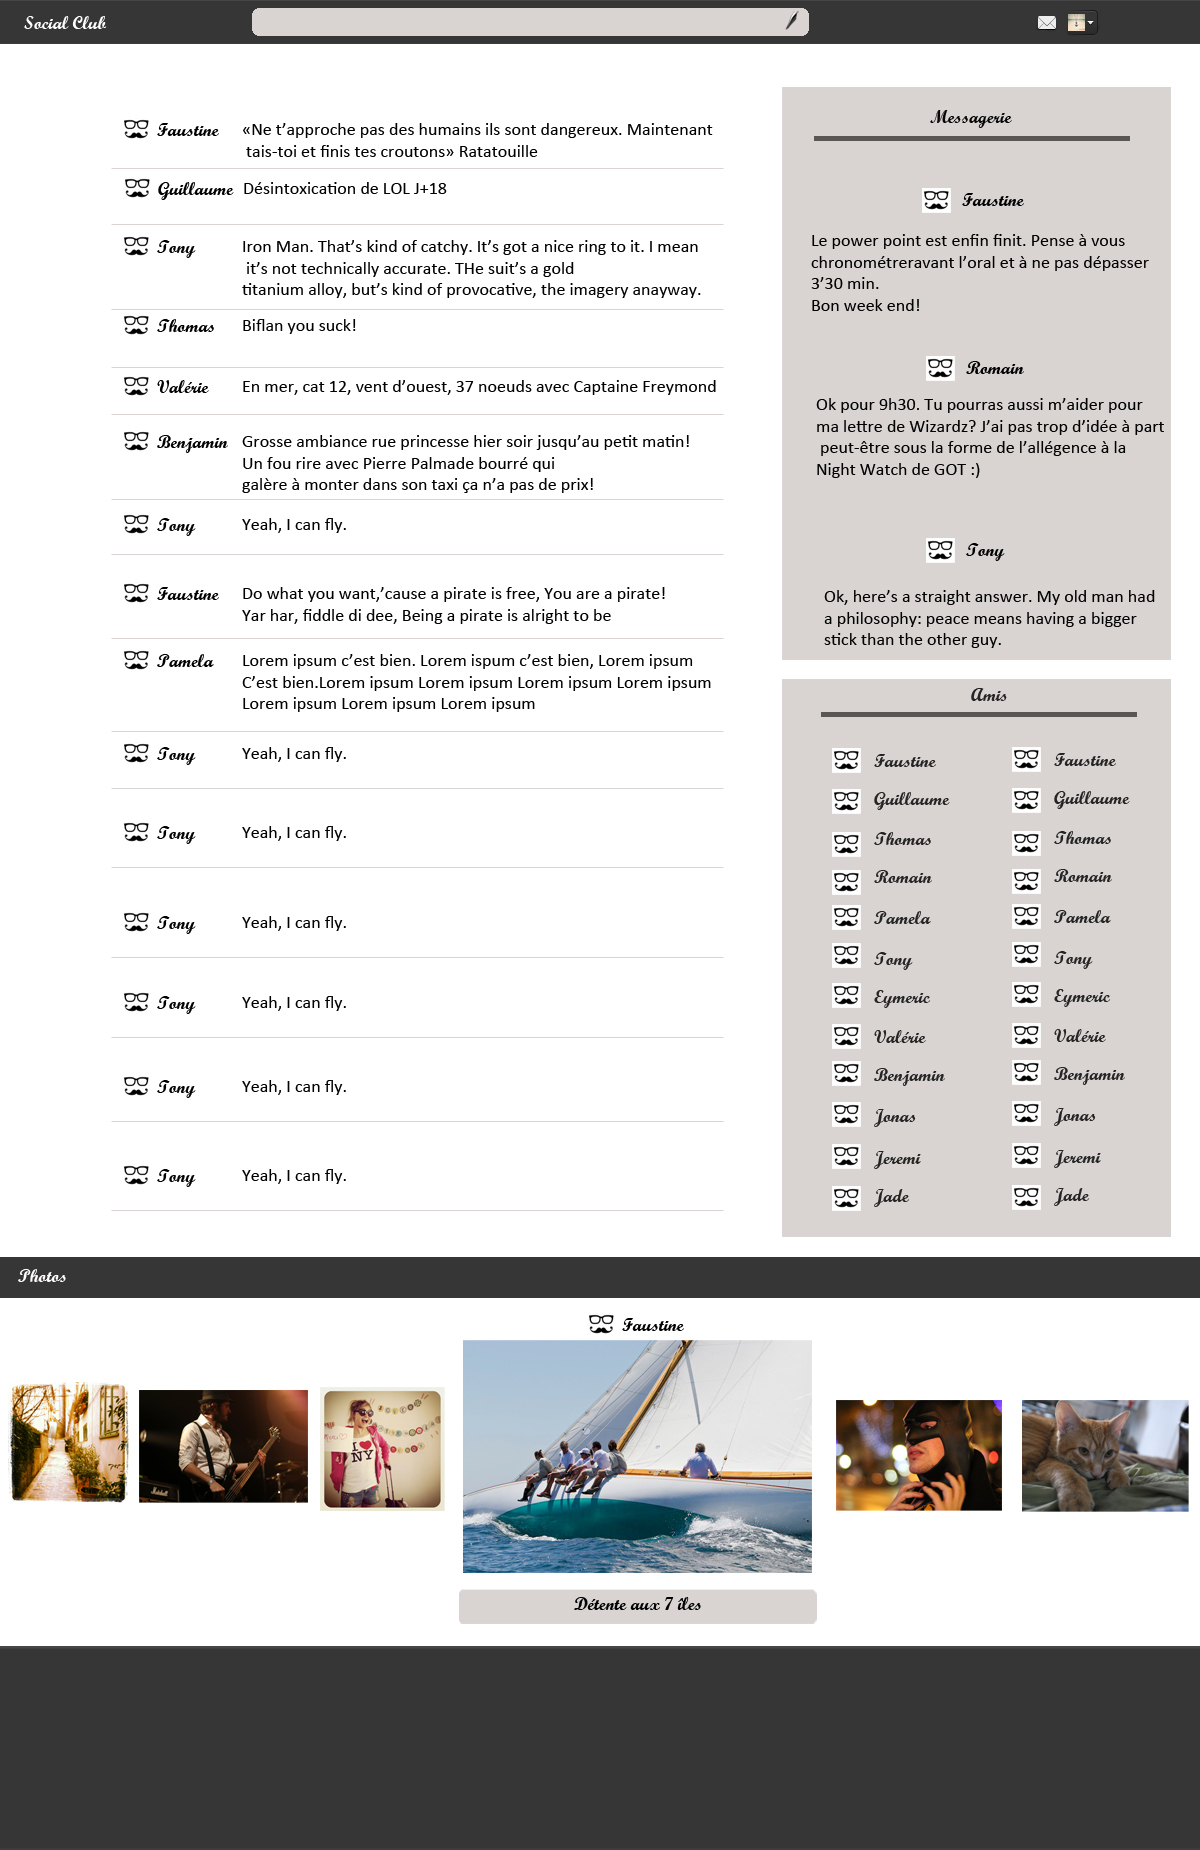 Social Club
Faustine
«Ne t'approche pas des humains ils sont dangereux. Maintenant
tais-toi et finis tes croutons» Ratatouille
Guillaume
Désintoxication de LOL J+18
Tony
Iron Man. That's kind of catchy. It's got a nice ring to it. I mean
it's not technically accurate. THe suit's a gold
titanium alloy, but's kind of provocative, the imagery anayway.
Thomas
Biflan you suck!
Valérie
En mer, cat 12, vent d'ouest, 37 noeuds avec Captaine Freymond
Benjamin
Grosse ambiance rue princesse hier soir jusqu'au petit matin!
Un fou rire avec Pierre Palmade bourré qui
galère à monter dans son taxi ça n'a pas de prix!
Tony
Yeah, I can fly.
Faustine
Do what you want,'cause a pirate is free, You are a pirate!
Yar har, fiddle di dee, Being a pirate is alright to be
Pamela
Lorem ipsum c'est bien. Lorem ispum c'est bien, Lorem ipsum
C'est bien.Lorem ipsum Lorem ipsum Lorem ipsum Lorem ipsum
Lorem ipsum Lorem ipsum Lorem ipsum
Tony
Yeah, I can fly.
Tony
Yeah, I can fly.
Tony
Yeah, I can fly.
Tony
Yeah, I can fly.
Tony
Yeah, I can fly.
Tony
Yeah, I can fly.
Messagerie
Faustine
Le power point est enfin finit. Pense à vous
chronométreravant l'oral et à ne pas dépasser
3'30 min.
Bon week end!
Romain
Ok pour 9h30. Tu pourras aussi m'aider pour
ma lettre de Wizardz? J'ai pas trop d'idée à part
peut-être sous la forme de l'allégence à la
Night Watch de GOT :)
Tony
Ok, here's a straight answer. My old man had
a philosophy: peace means having a bigger
stick than the other guy.
Amis
Faustine
Guillaume
Thomas
Romain
Pamela
Tony
Eymeric
Valérie
Benjamin
Jonas
Jeremi
Jade
Faustine
Guillaume
Thomas
Romain
Pamela
Tony
Eymeric
Valérie
Benjamin
Jonas
Jeremi
Jade
Photos
Faustine
Marshall
I
NY
Détente aux 7 îles